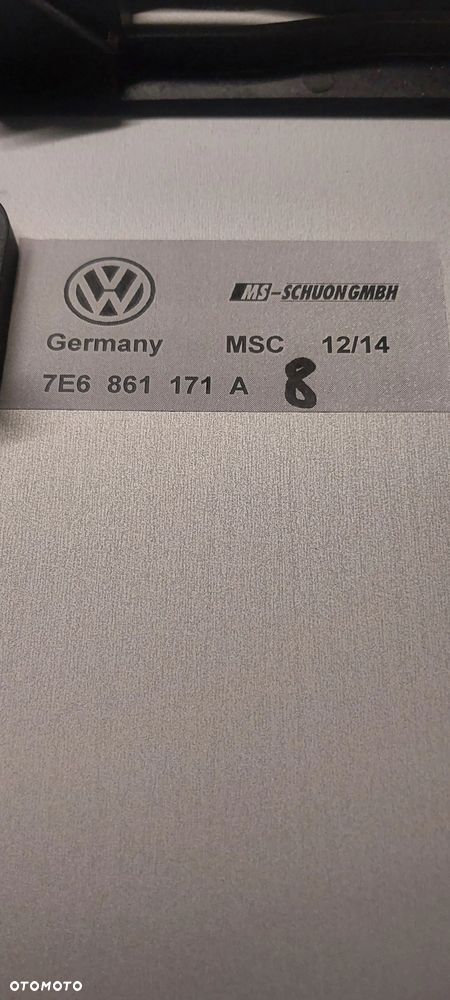 MS-SCHUON GMBH
Germany MSC 12/14
7E6 861 171 A 8
OTOMOTO